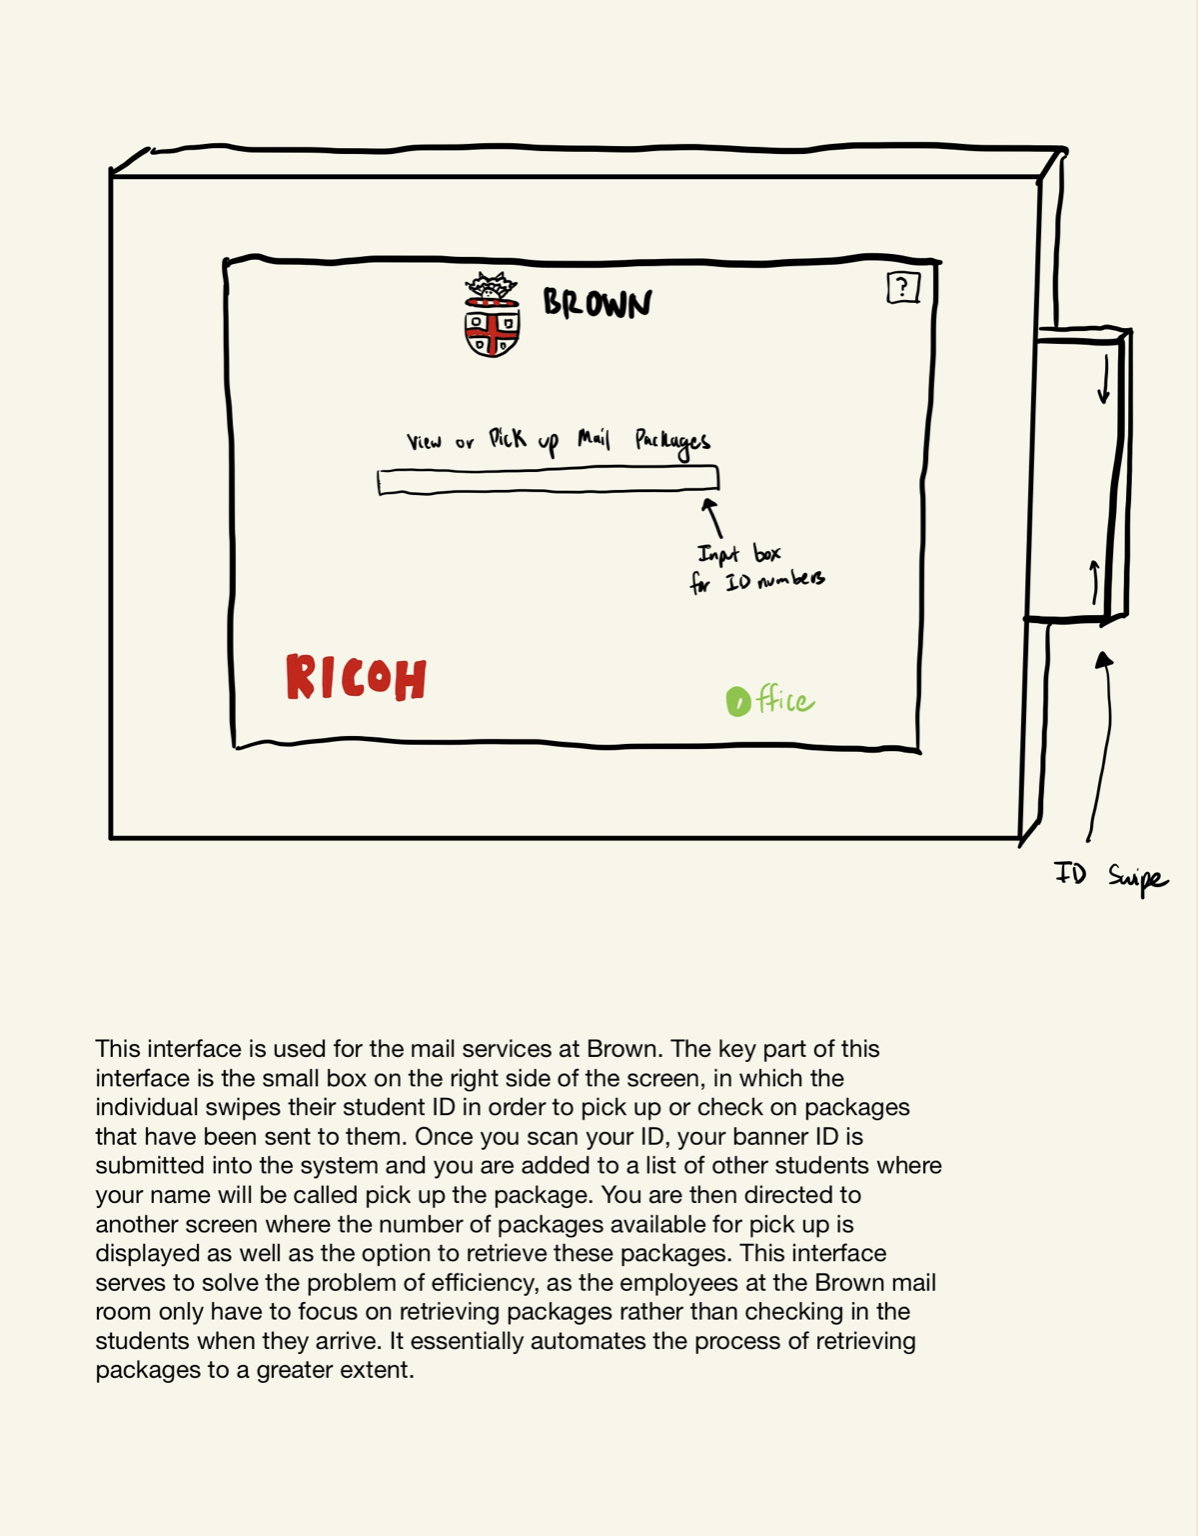 BROWN
?
View or Pick up Mail Packages
Input box
for ID numbers
RICOH
Office
ID Swipe
This interface is used for the mail services at Brown. The key part of this
interface is the small box on the right side of the screen, in which the
individual swipes their student ID in order to pick up or check on packages
that have been sent to them. Once you scan your ID, your banner ID is
submitted into the system and you are added to a list of other students where
your name will be called pick up the package. You are then directed to
another screen where the number of packages available for pick up is
displayed as well as the option to retrieve these packages. This interface
serves to solve the problem of efficiency, as the employees at the Brown mail
room only have to focus on retrieving packages rather than checking in the
students when they arrive. It essentially automates the process of retrieving
packages to a greater extent.